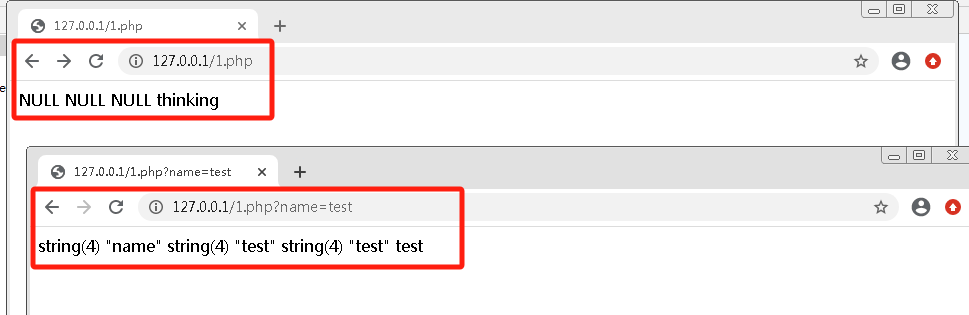 127.0.0.1/1.php
127.0.0.1/1.php
NULL NULL NULL thinking
127.0.0.1/1.php?name=test
127.0.0.1/1.php?name=test
string(4) "name" string(4) "test" string(4) "test" test